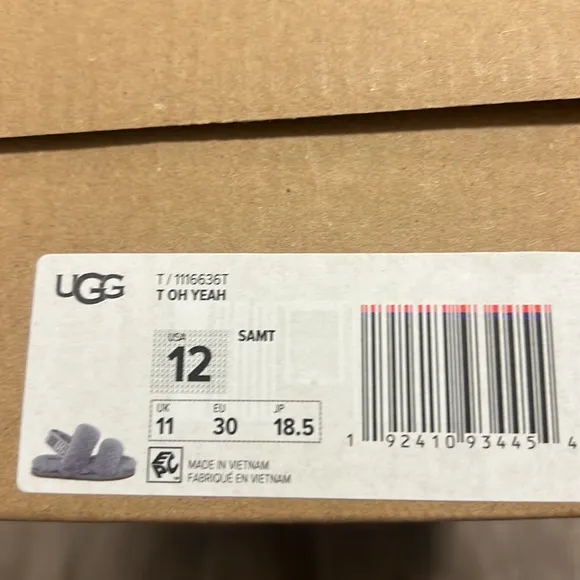 UGG
T / 1116636T
T OH YEAH
USA
12
SAMT
UK EU JP
11 30 18.5
1 92410 93445 4
MADE IN VIETNAM
FABRIQUÉ EN VIETNAM